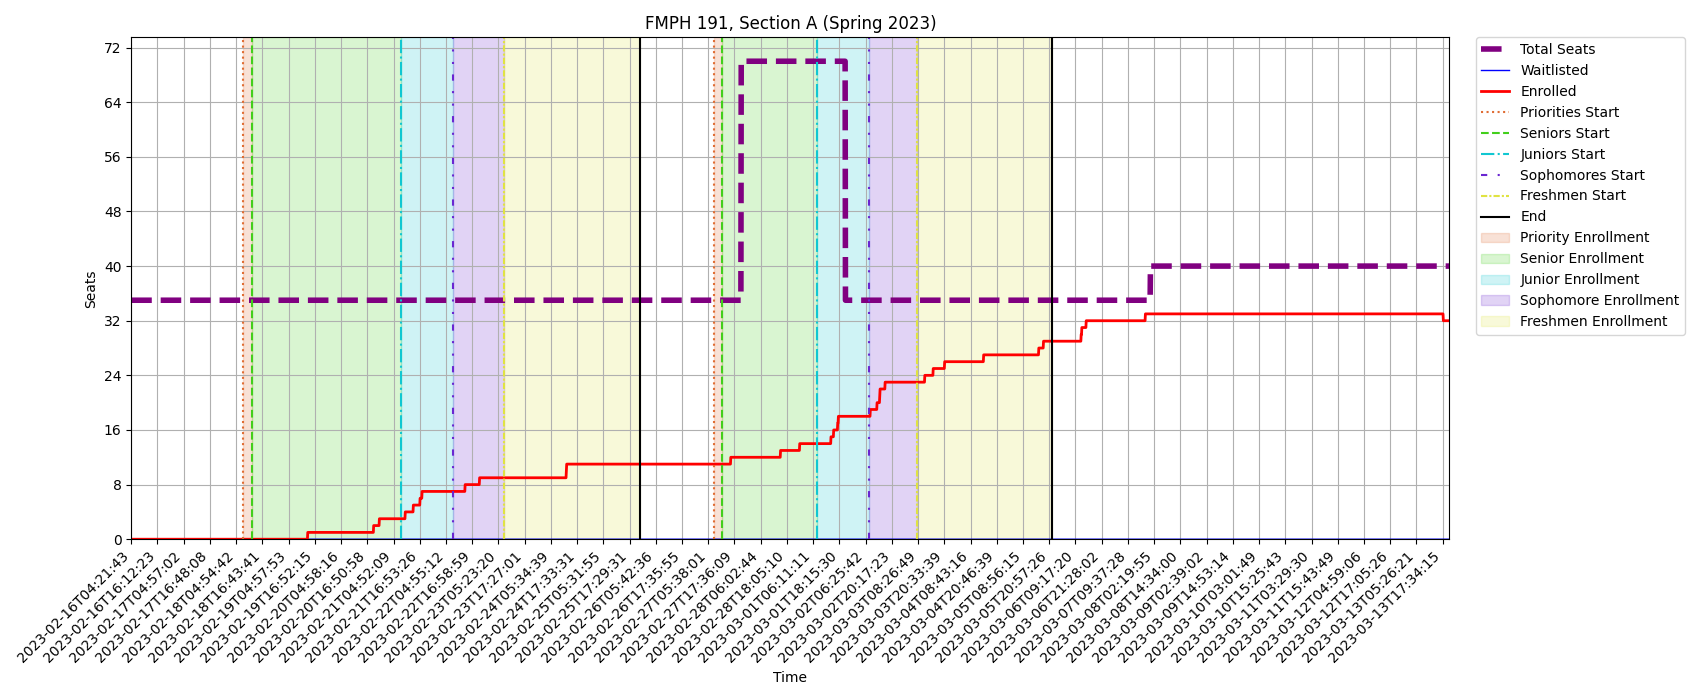 FMPH 191, Section A (Spring 2023)
Seats
72
64
56
48
40
32
24
16
8
0
2023-02-16T04:21:43
2023-02-16T16:12:23
2023-02-17T04:57:02
2023-02-17T16:48:08
2023-02-18T04:54:42
2023-02-18T16:43:41
2023-02-19T04:57:53
2023-02-19T16:52:15
2023-02-20T04:58:16
2023-02-20T16:50:58
2023-02-21T04:52:09
2023-02-21T16:53:26
2023-02-22T04:55:12
2023-02-22T16:58:59
2023-02-23T05:23:20
2023-02-23T17:27:01
2023-02-24T05:34:39
2023-02-24T17:33:31
2023-02-25T05:31:55
2023-02-25T17:29:31
2023-02-26T05:42:36
2023-02-26T17:35:55
2023-02-27T05:38:01
2023-02-27T17:36:09
2023-02-28T06:02:44
2023-02-28T18:05:10
2023-03-01T06:11:11
2023-03-01T18:15:30
2023-03-02T06:25:42
2023-03-02T20:17:23
2023-03-03T08:26:49
2023-03-03T20:33:39
2023-03-04T08:43:16
2023-03-04T20:46:39
2023-03-05T08:56:15
2023-03-05T20:57:26
2023-03-06T09:17:20
2023-03-06T21:28:02
2023-03-07T09:37:28
2023-03-08T02:19:55
2023-03-08T14:34:00
2023-03-09T02:39:02
2023-03-09T14:53:14
2023-03-10T03:01:49
2023-03-10T15:25:43
2023-03-11T03:29:30
2023-03-11T15:43:49
2023-03-12T04:59:06
2023-03-12T17:05:26
2023-03-13T05:26:21
2023-03-13T17:34:15
Time
Total Seats
Waitlisted
Enrolled
Priorities Start
Seniors Start
Juniors Start
Sophomores Start
Freshmen Start
End
Priority Enrollment
Senior Enrollment
Junior Enrollment
Sophomore Enrollment
Freshmen Enrollment